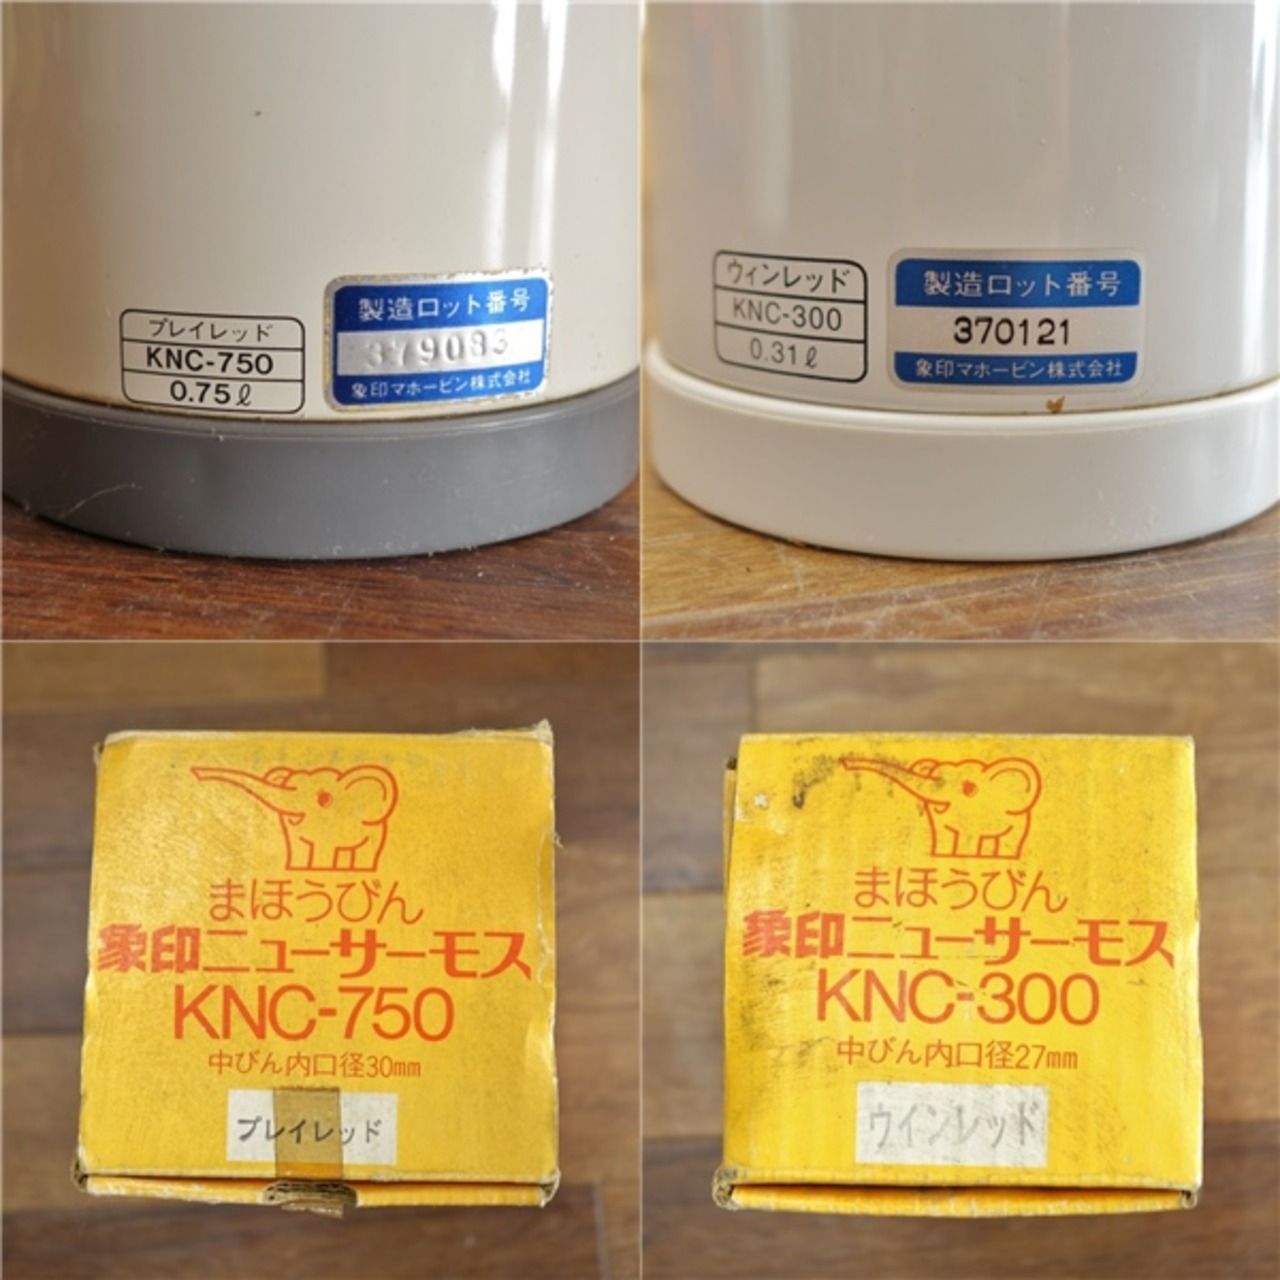 プレイレッド
KNC-750
0.75ℓ
製造ロット番号
379083
象印マホービン株式会社
ウィンレッド
KNC-300
0.31ℓ
製造ロット番号
370121
象印マホービン株式会社
まほうびん
象印ニューサーモス
KNC-750
中びん内口径30mm
プレイレッド
まほうびん
象印ニューサーモス
KNC-300
中びん内口径27mm
ウインレッド